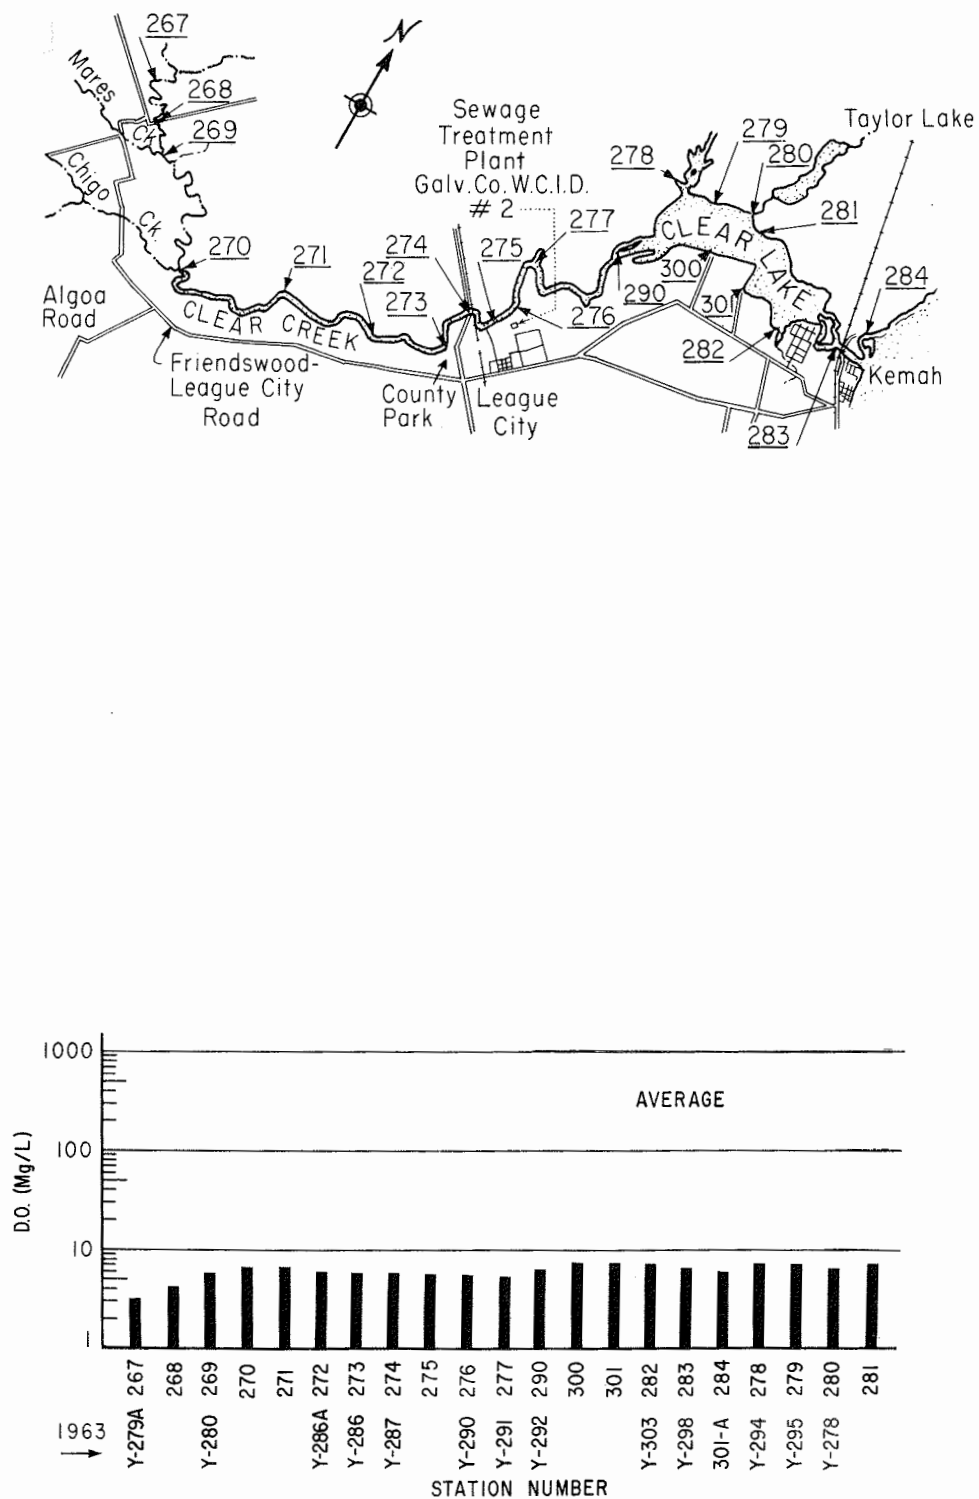 267
Mares
Ck
268
269
N
Sewage
Treatment
Plant
Galv.Co.W.C.I.D.
# 2
Taylor Lake
278
279
280
281
Chigo
Ck
277
274
275
CLEAR LAKE
270
271
272
273
300
290
301
284
Algoa
Road
CLEAR CREEK
276
282
Friendswood-
League City
Road
County
Park
League
City
Kemah
283
1000
AVERAGE
100
D.O. (Mg/L)
10
1
267 268 269 270 271 272 273 274 275 276 277 290 300 301 282 283 284 278 279 280 281
1963 Y-279A Y-280 Y-286A Y-286 Y-287 Y-290 Y-291 Y-292 Y-303 Y-298 301-A Y-294 Y-295 Y-278
STATION NUMBER